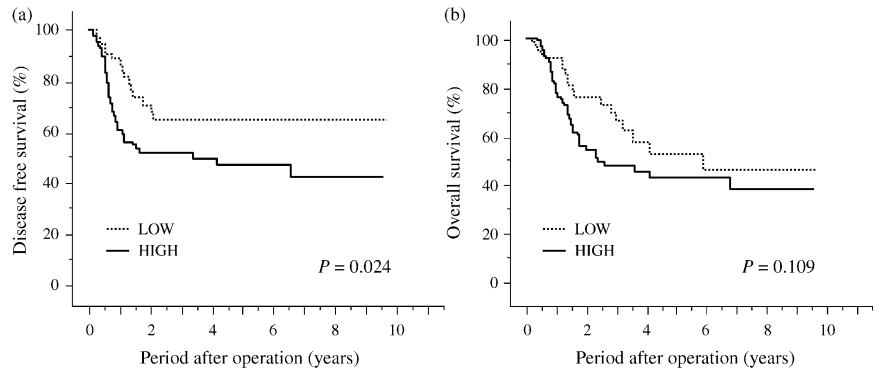 (a)
Disease free survival (%)
100
80
60
40
20
0
LOW
HIGH
P = 0.024
0 2 4 6 8 10
Period after operation (years)
(b)
Overall survival (%)
100
80
60
40
20
0
LOW
HIGH
P = 0.109
0 2 4 6 8 10
Period after operation (years)